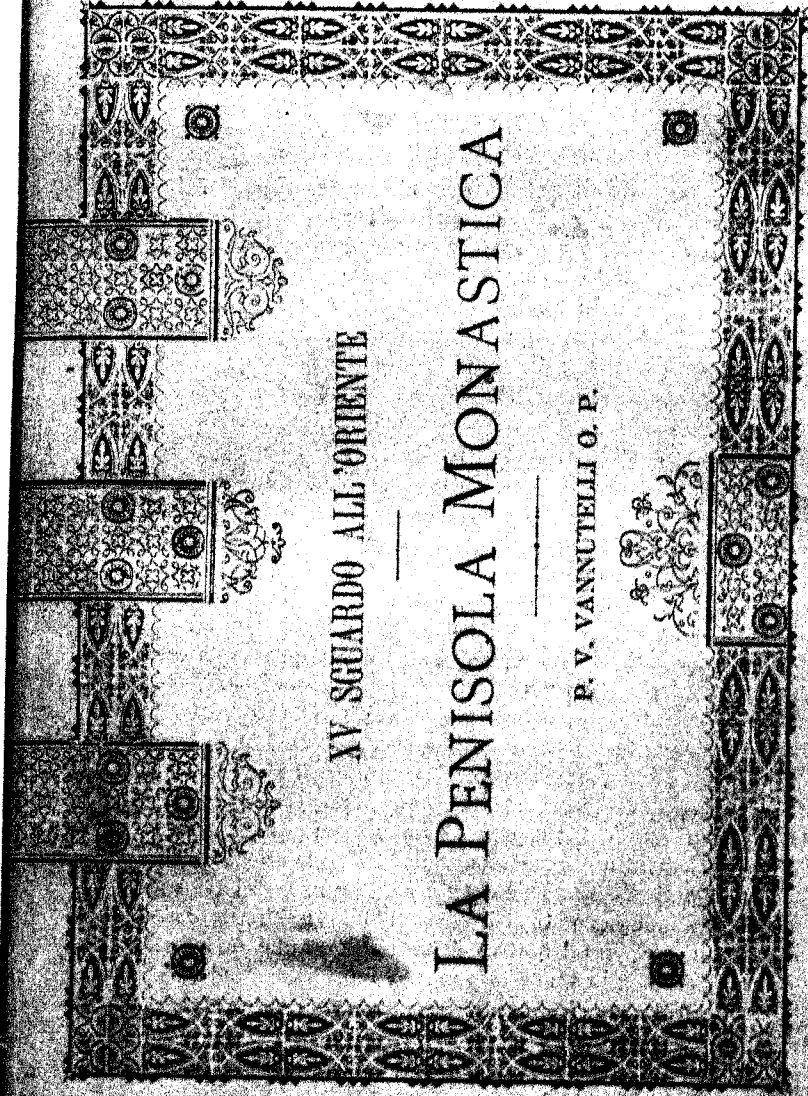 XV SGUARDO ALL'ORIENTE
LA PENISOLA MONASTICA
P. V. VANNUTELLI O. P.